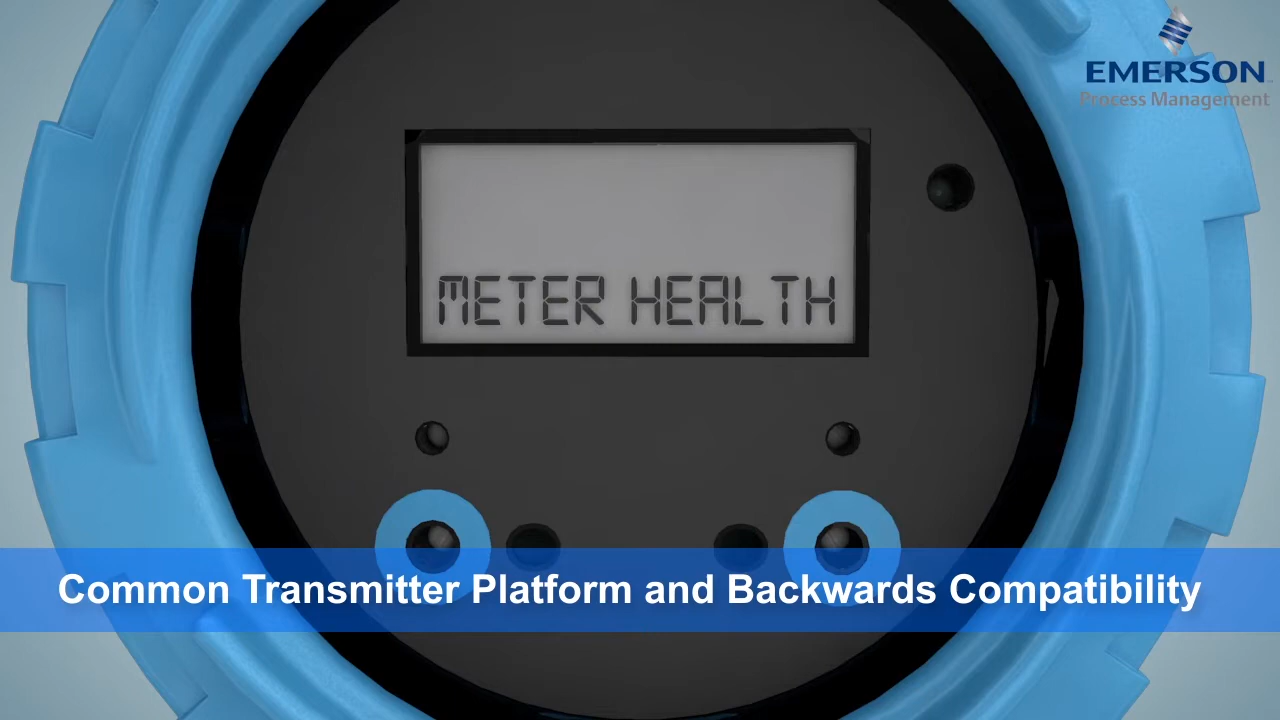 EMERSON
Process Management
METER HEALTH
Common Transmitter Platform and Backwards Compatibility